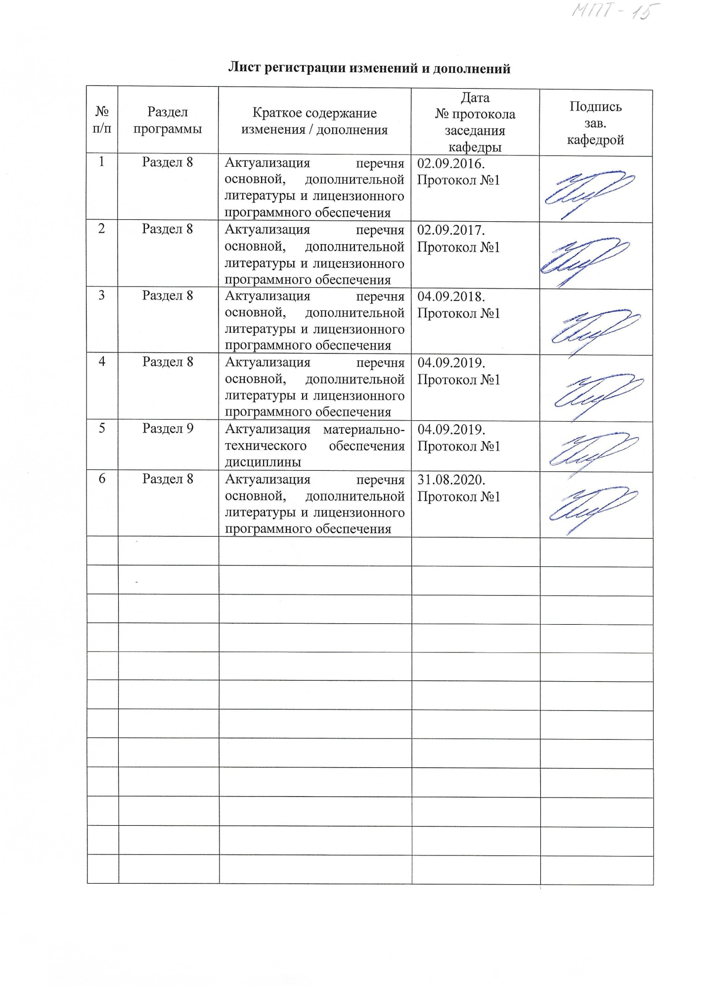 МПТ - 15
Лист регистрации изменений и дополнений
№
п/п
Раздел
программы
Краткое содержание
изменения / дополнения
Дата
№ протокола
заседания
кафедры
Подпись
зав.
кафедрой
1
Раздел 8
Актуализация перечня
основной, дополнительной
литературы и лицензионного
программного обеспечения
02.09.2016.
Протокол №1
2
Раздел 8
Актуализация перечня
основной, дополнительной
литературы и лицензионного
программного обеспечения
02.09.2017.
Протокол №1
3
Раздел 8
Актуализация перечня
основной, дополнительной
литературы и лицензионного
программного обеспечения
04.09.2018.
Протокол №1
4
Раздел 8
Актуализация перечня
основной, дополнительной
литературы и лицензионного
программного обеспечения
04.09.2019.
Протокол №1
5
Раздел 9
Актуализация материально-
технического обеспечения
дисциплины
04.09.2019.
Протокол №1
6
Раздел 8
Актуализация перечня
основной, дополнительной
литературы и лицензионного
программного обеспечения
31.08.2020.
Протокол №1